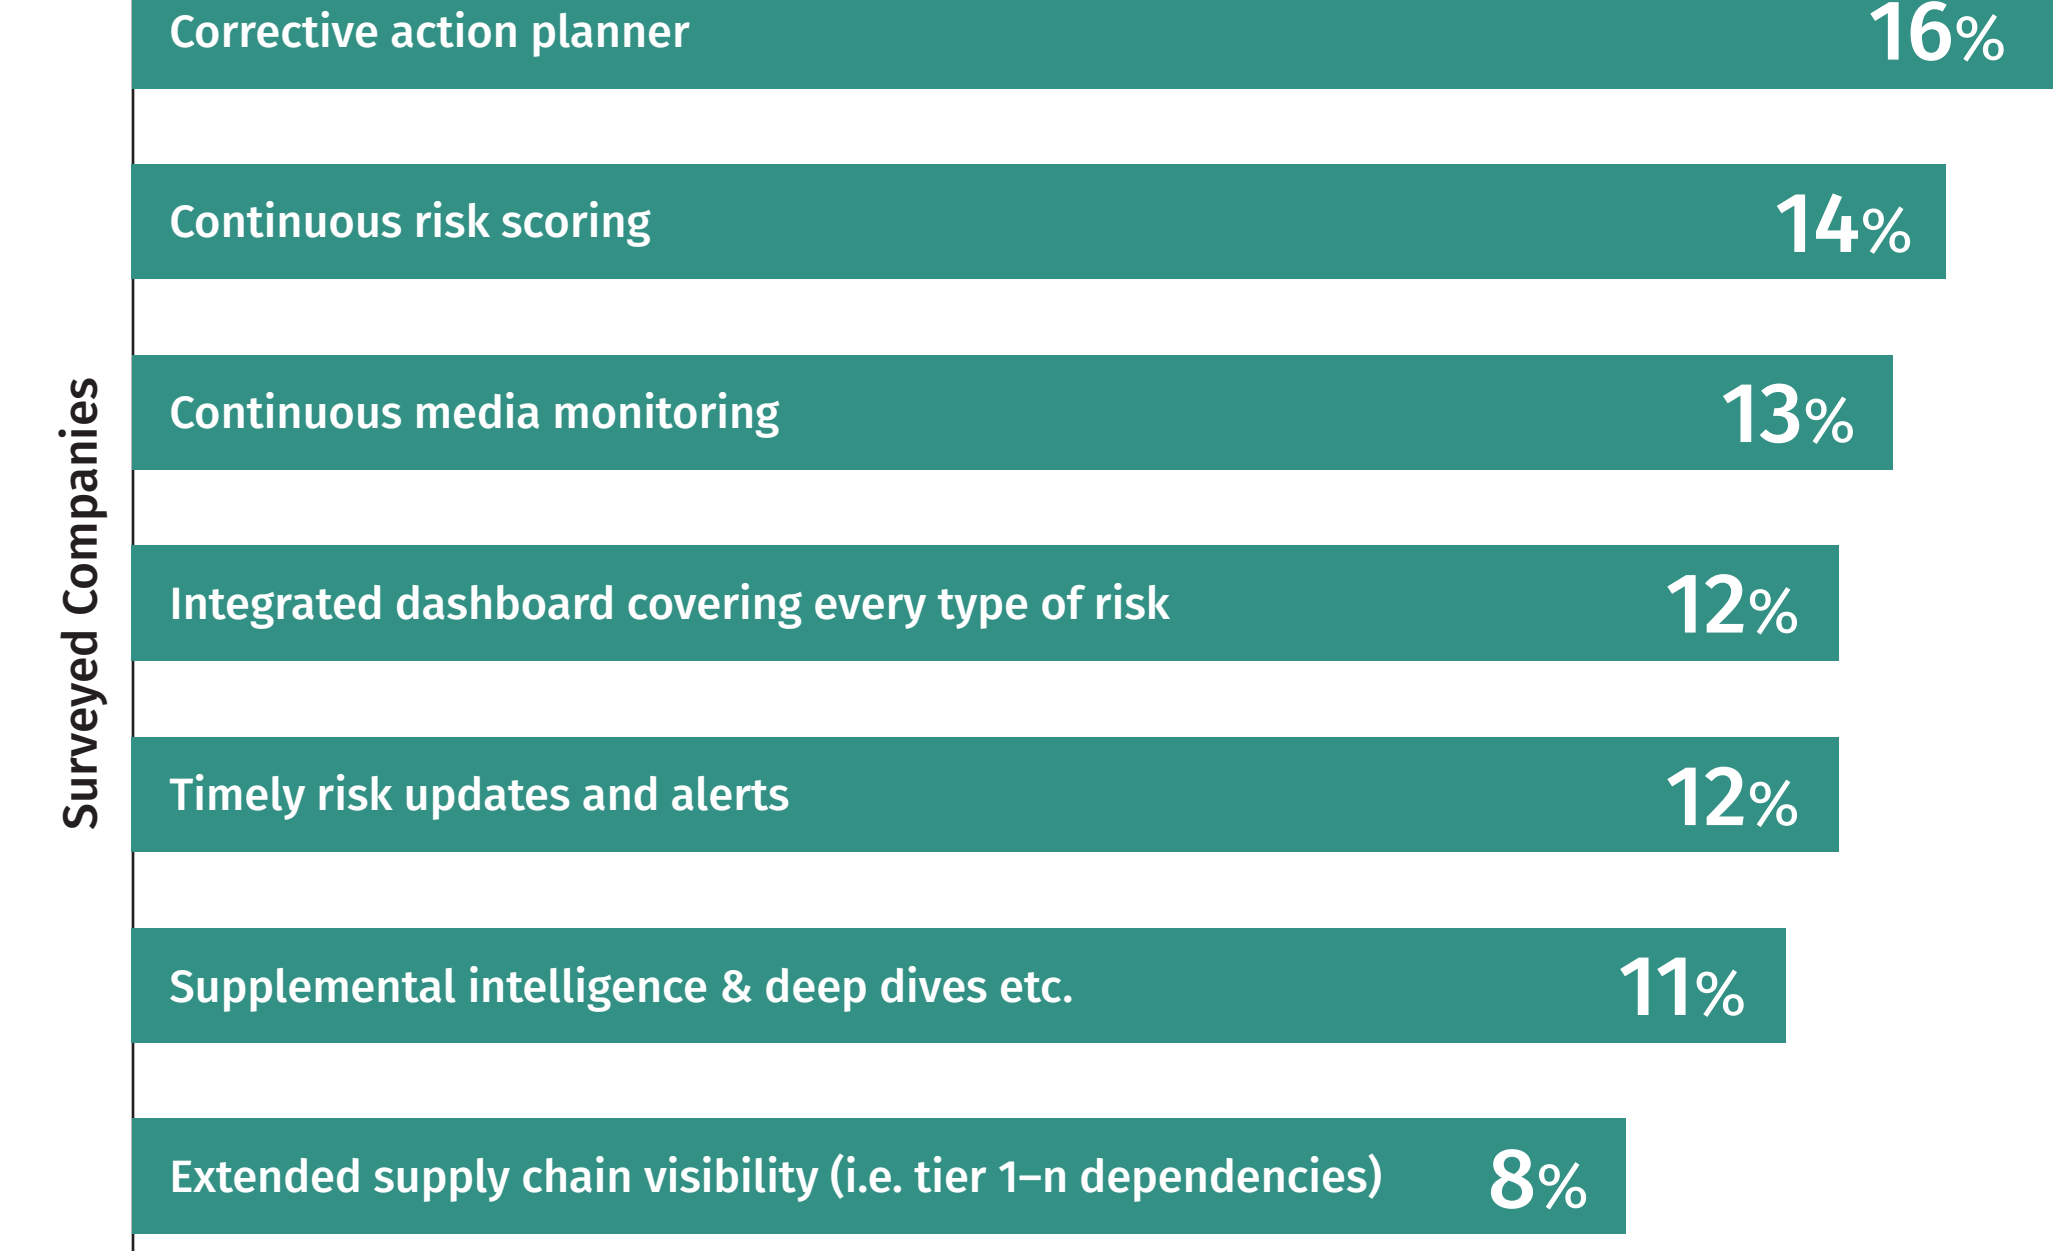 Corrective action planner 16%
Continuous risk scoring 14%
Continuous media monitoring 13%
Integrated dashboard covering every type of risk 12%
Timely risk updates and alerts 12%
Supplemental intelligence & deep dives etc. 11%
Extended supply chain visibility (i.e. tier 1–n dependencies) 8%
Surveyed Companies